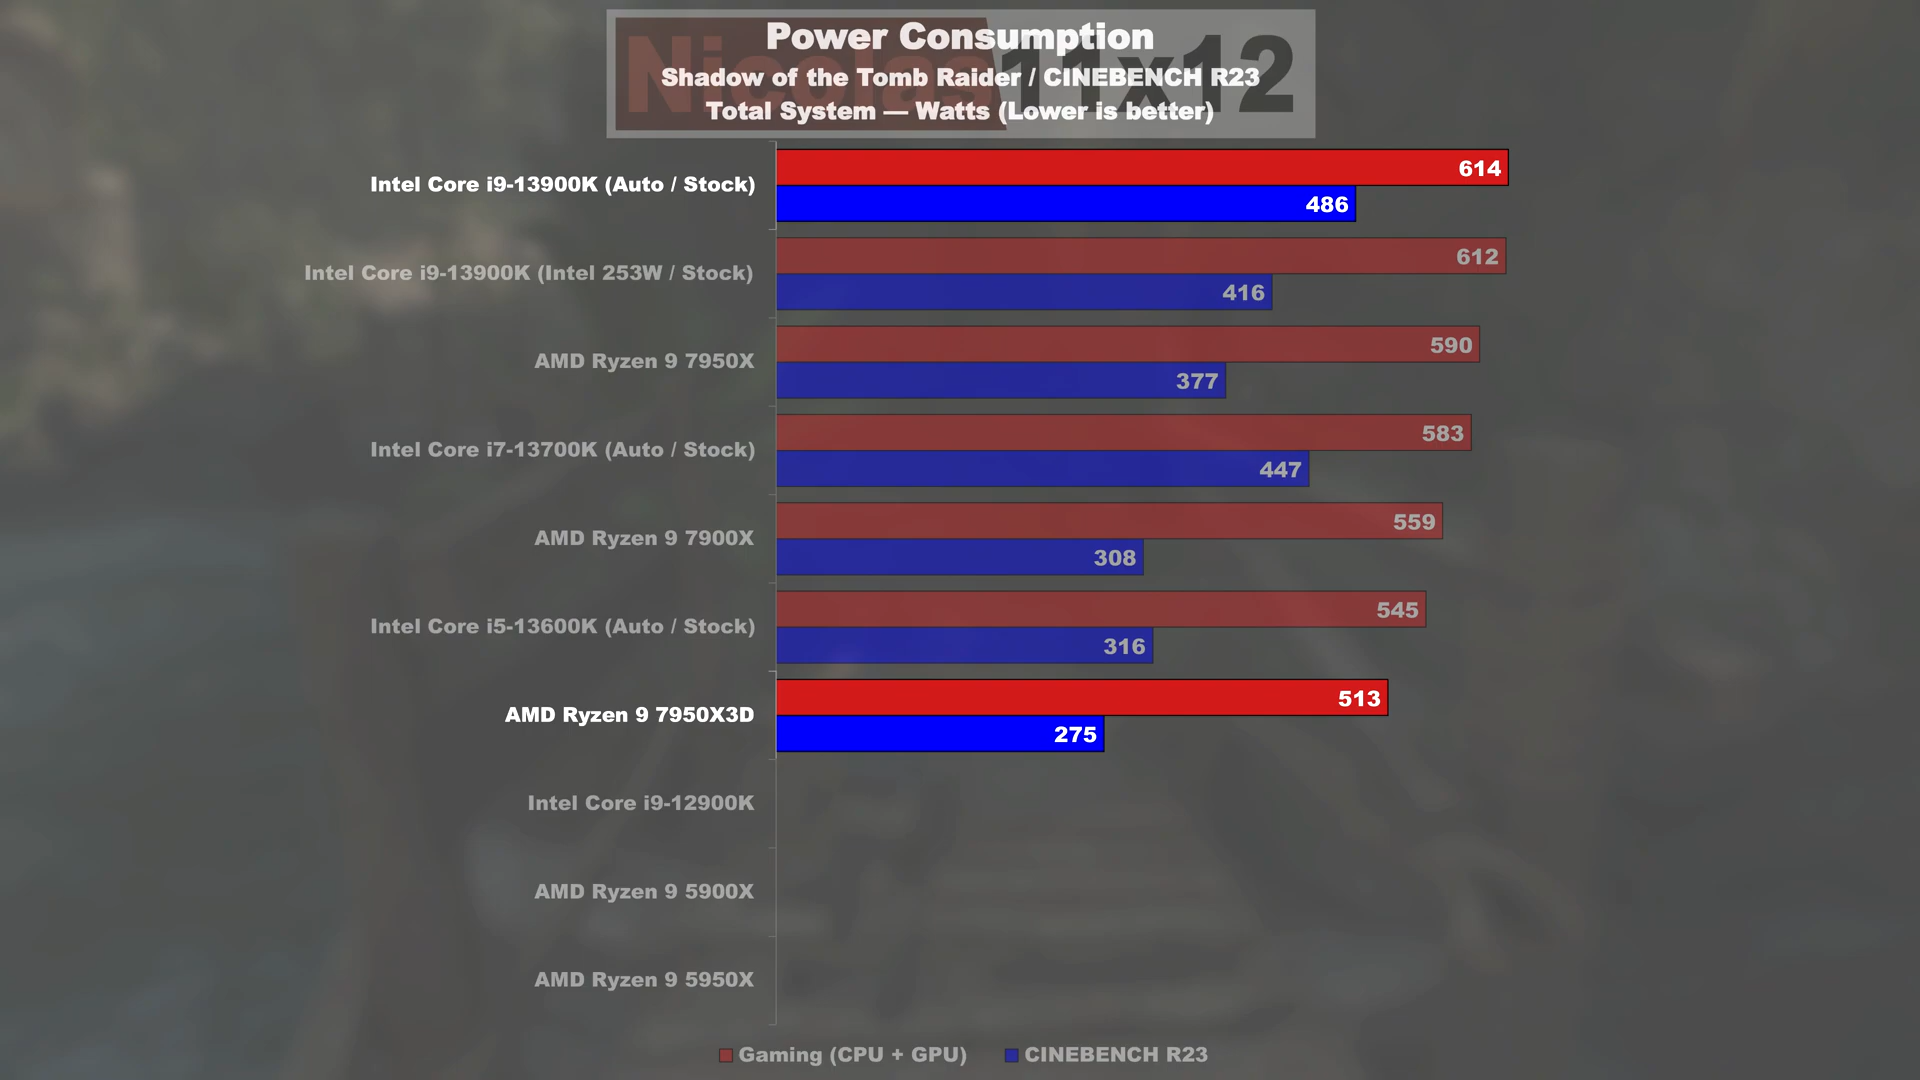 Nicolas11x12
Power Consumption
Shadow of the Tomb Raider / CINEBENCH R23
Total System — Watts (Lower is better)
Intel Core i9-13900K (Auto / Stock)
614
486
Intel Core i9-13900K (Intel 253W / Stock)
612
416
AMD Ryzen 9 7950X
590
377
Intel Core i7-13700K (Auto / Stock)
583
447
AMD Ryzen 9 7900X
559
308
Intel Core i5-13600K (Auto / Stock)
545
316
AMD Ryzen 9 7950X3D
513
275
Intel Core i9-12900K
AMD Ryzen 9 5900X
AMD Ryzen 9 5950X
Gaming (CPU + GPU) CINEBENCH R23